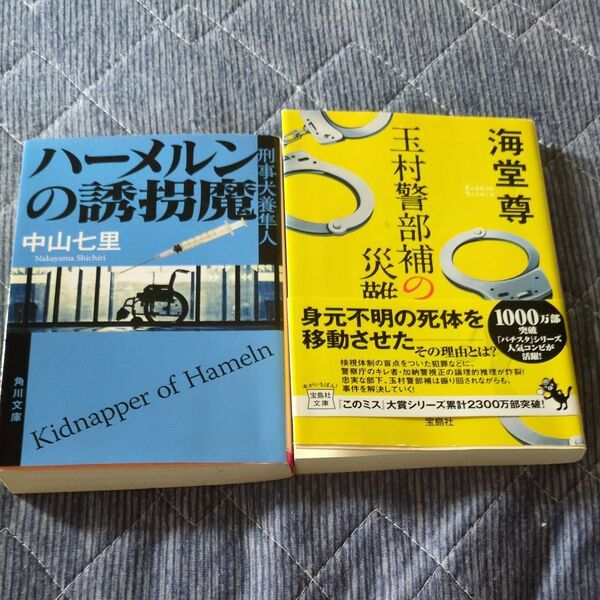 ハーメルン
の誘拐魔
刑事犬養隼人
中山七里
Nakayama Shichiri
Kidnapper of Hameln
角川文庫
海堂尊
玉村警部補の
災難
身元不明の死体を
移動させた
その理由とは?
1000万部
突破
「バチスタ」シリーズ
人気コンビが
活躍!
検視体制の盲点をついた犯罪などに、
警察庁のキレ者・加納警視正の論理的推理が炸裂!
忠実な部下、玉村警部補は振り回されながらも、
事件を解決していく!
本がいちばん!
宝島社
文庫
『このミス』大賞シリーズ累計2300万部突破!
宝島社